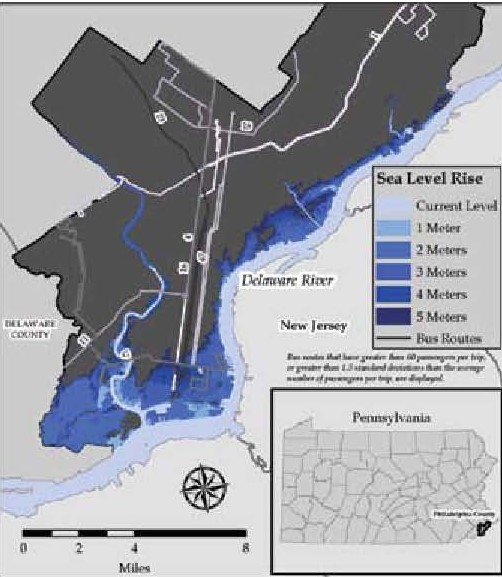 Sea Level Rise
Current Level
1 Meter
2 Meters
3 Meters
4 Meters
5 Meters
Bus Routes
Delaware River
New Jersey
DELAWARE
COUNTY
Bus routes that have greater than 60 passengers per trip,
or greater than 1.5 standard deviations than the average
number of passengers per trip, are displayed.
Pennsylvania
Philadelphia County
0 2 4 8
Miles